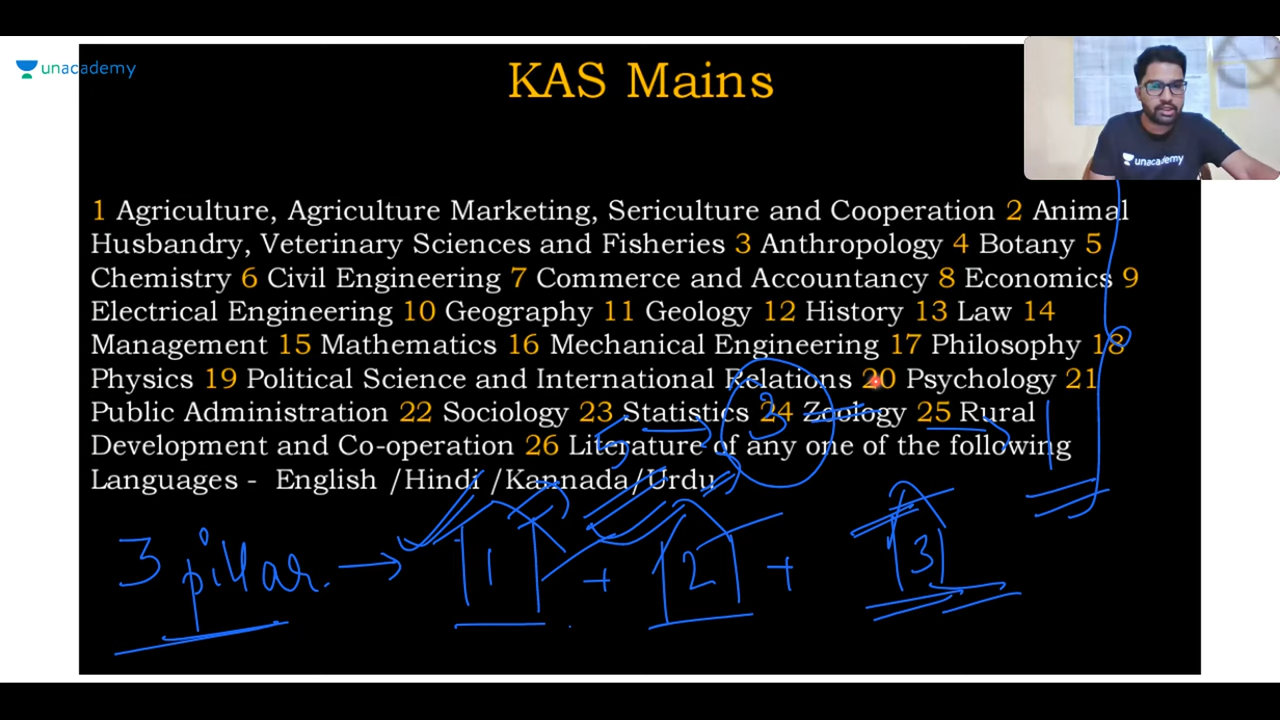 unacademy
KAS Mains
unacademy
1 Agriculture, Agriculture Marketing, Sericulture and Cooperation 2 Animal
Husbandry, Veterinary Sciences and Fisheries 3 Anthropology 4 Botany 5
Chemistry 6 Civil Engineering 7 Commerce and Accountancy 8 Economics 9
Electrical Engineering 10 Geography 11 Geology 12 History 13 Law 14
Management 15 Mathematics 16 Mechanical Engineering 17 Philosophy 18
Physics 19 Political Science and International Relations 20 Psychology 21
Public Administration 22 Sociology 23 Statistics 24 Zoology 25 Rural
Development and Co-operation 26 Literature of any one of the following
Languages - English /Hindi /Kannada/Urdu
5 → 3 → 1
3 pillar. → 1 + 2 + 3